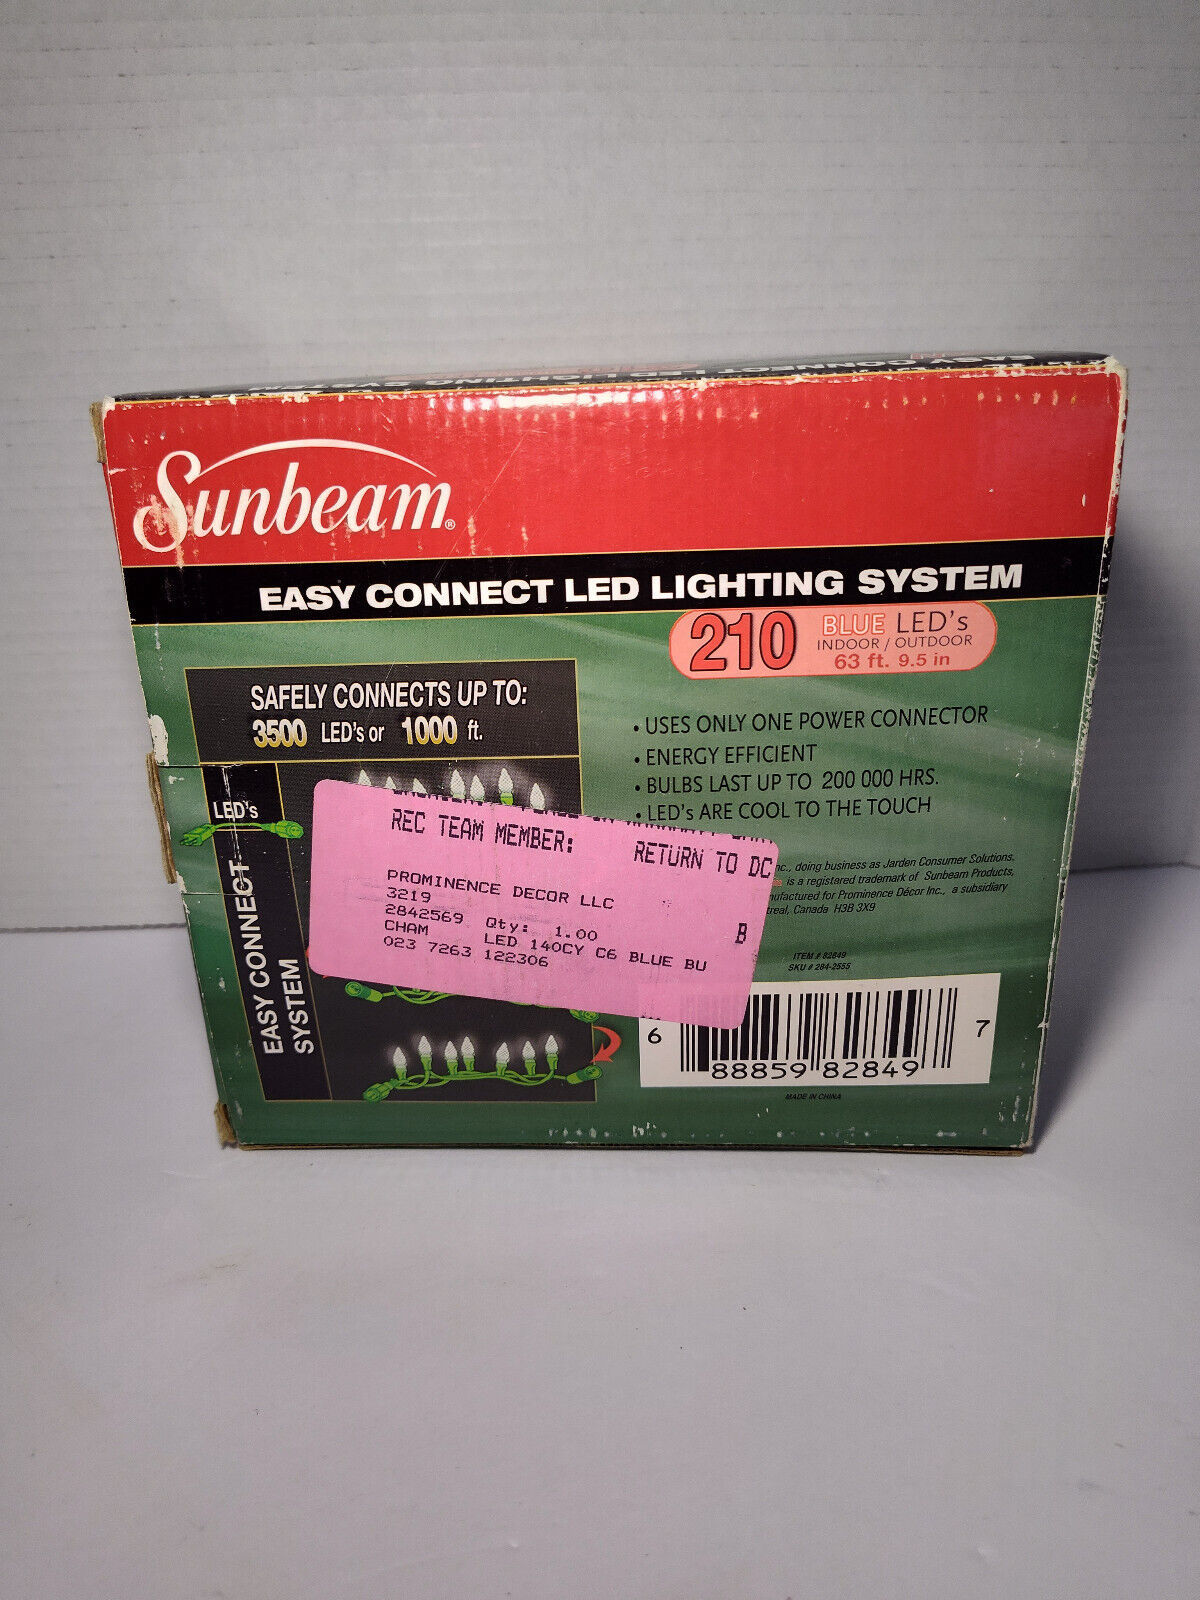 EASY CONNECT LED LIGHTING SYSTEM
Sunbeam®
EASY CONNECT LED LIGHTING SYSTEM
210 BLUE LED's
INDOOR / OUTDOOR
63 ft. 9.5 in
SAFELY CONNECTS UP TO:
3500 LED's or 1000 ft.
• USES ONLY ONE POWER CONNECTOR
• ENERGY EFFICIENT
• BULBS LAST UP TO 200 000 HRS.
• LED's ARE COOL TO THE TOUCH
LED's
EASY CONNECT
SYSTEM
REC TEAM MEMBER: RETURN TO DC
PROMINENCE DECOR LLC
3219
2842569 Qty: 1.00 B
CHAM LED 140CY C6 BLUE BU
023 7263 122306
doing business as Jarden Consumer Solutions.
is a registered trademark of Sunbeam Products,
for Prominence Décor Inc., a subsidiary
Canada H3B 3X9
ITEM # 82849
SKU # 284-2555
6 88859 82849 7
MADE IN CHINA